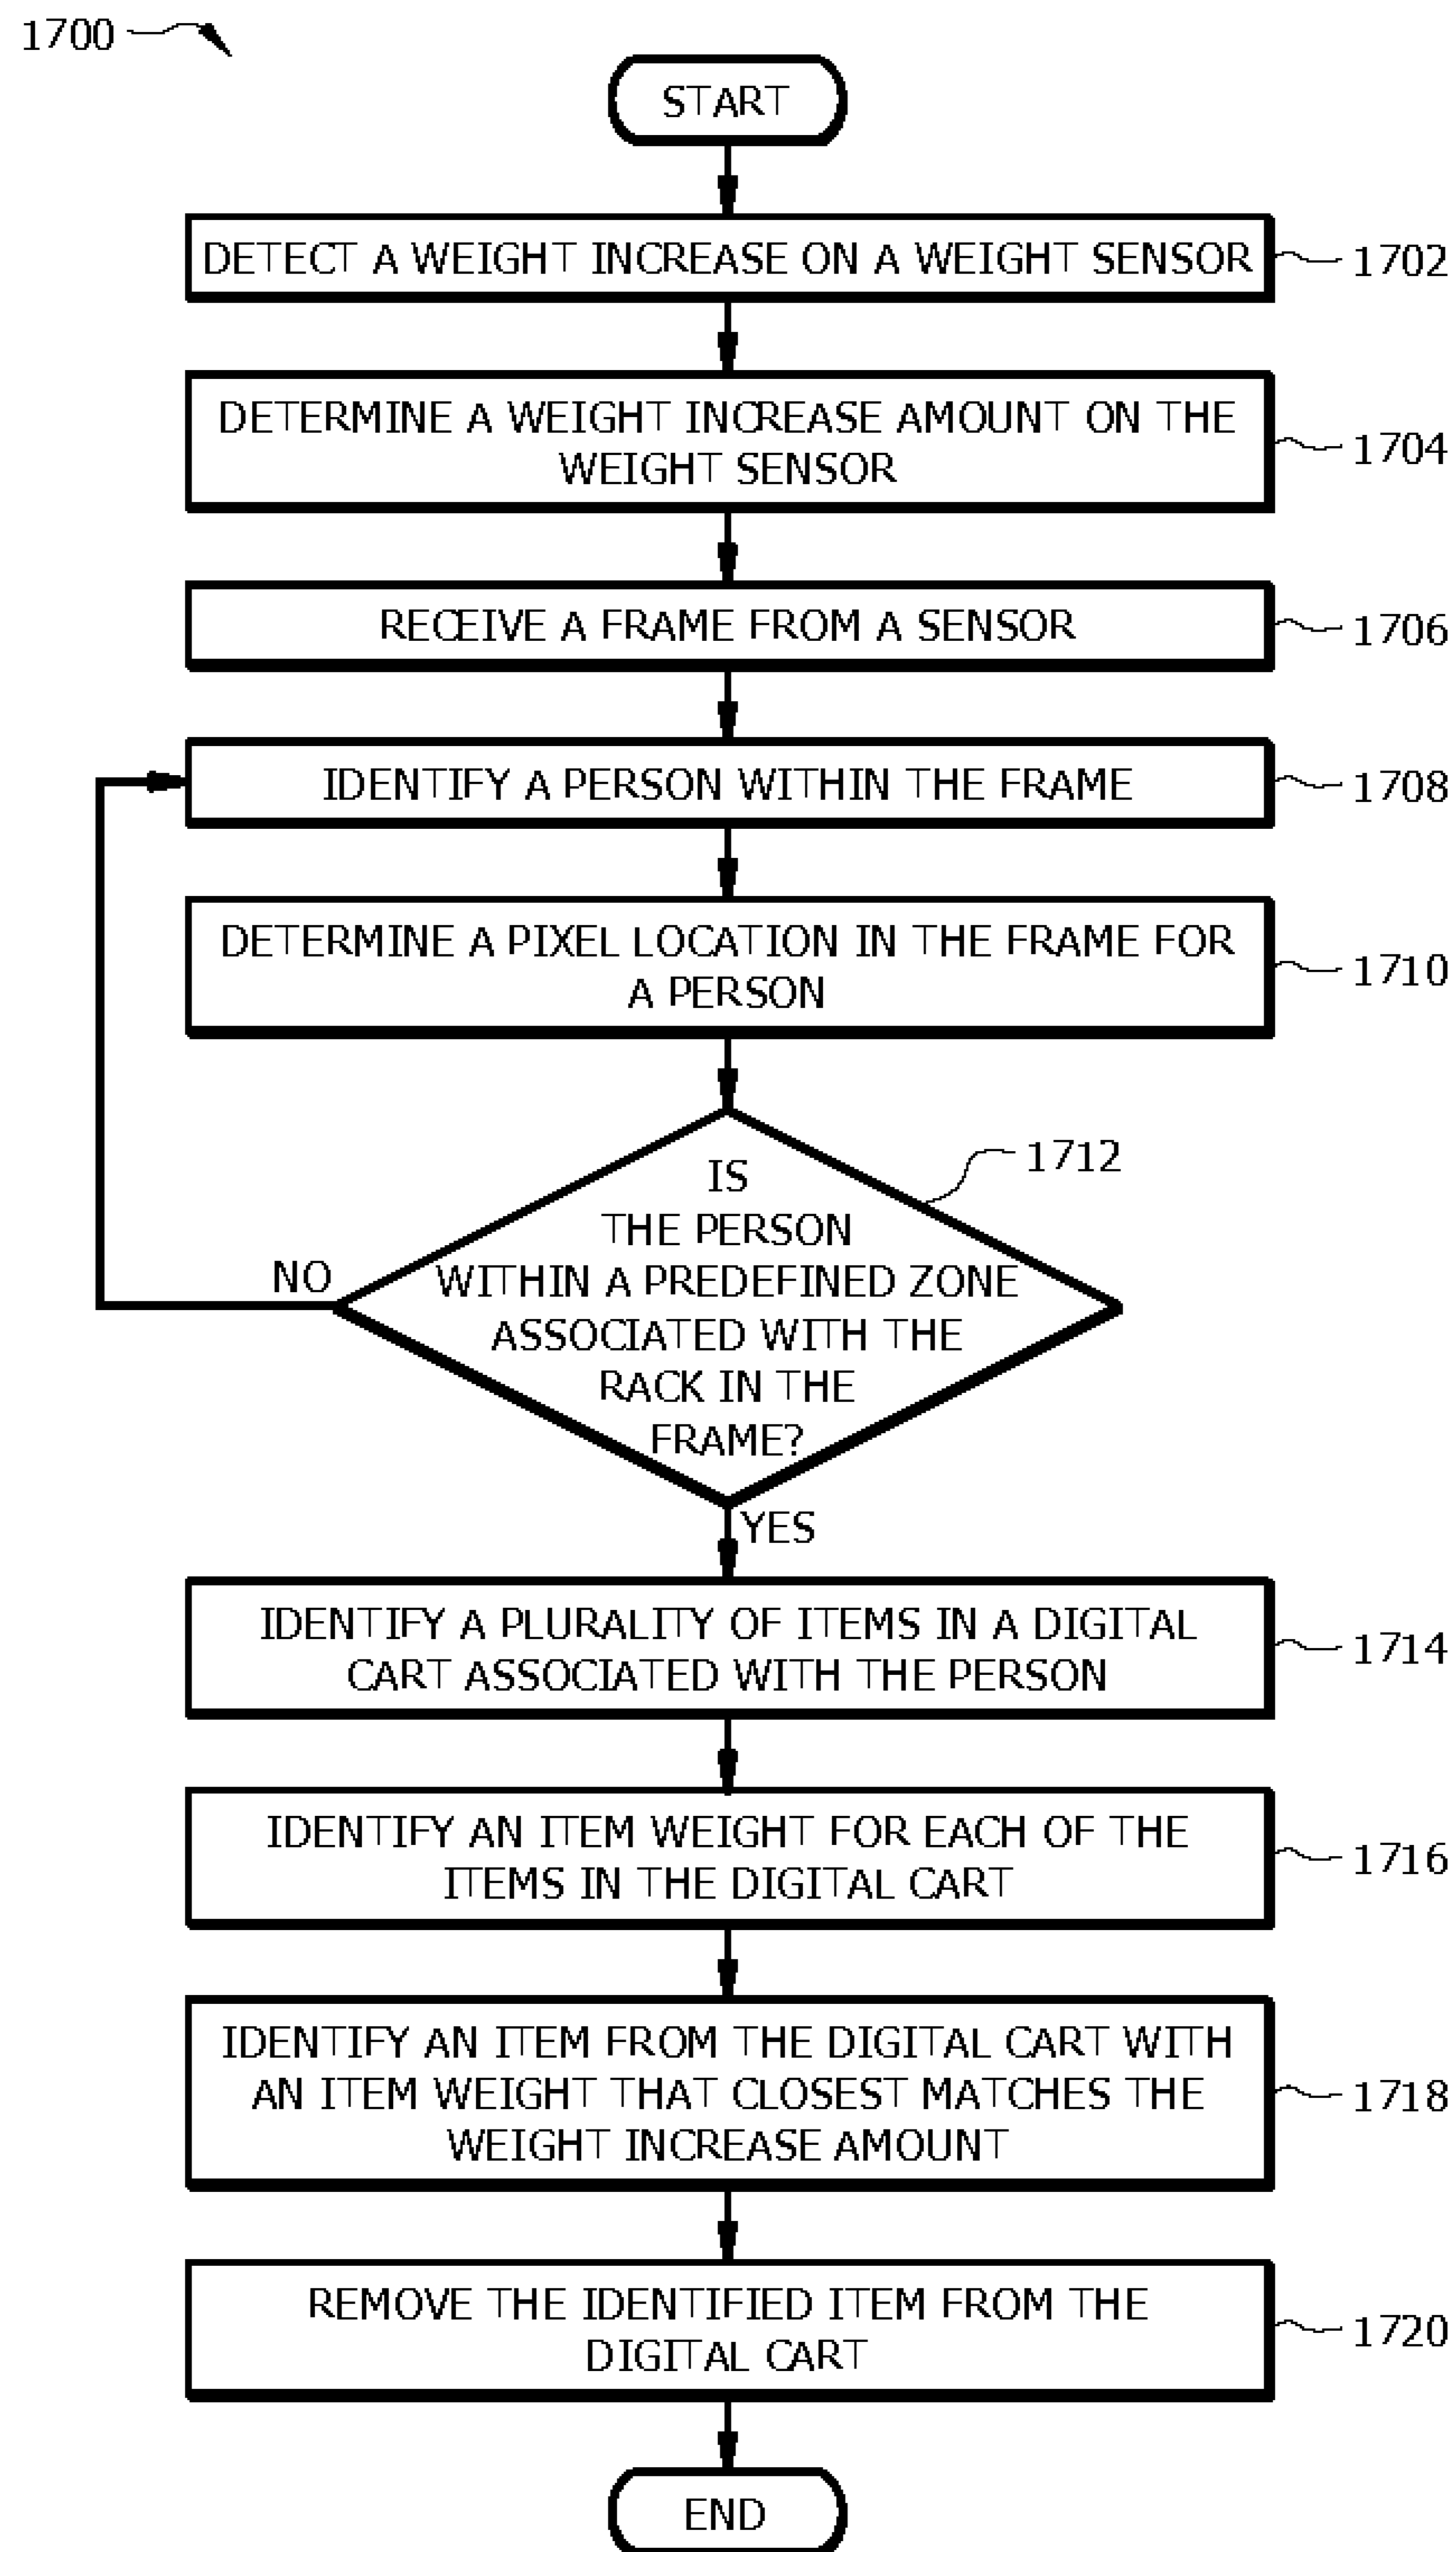 1700
START
DETECT A WEIGHT INCREASE ON A WEIGHT SENSOR
1702
DETERMINE A WEIGHT INCREASE AMOUNT ON THE
WEIGHT SENSOR
1704
RECEIVE A FRAME FROM A SENSOR
1706
IDENTIFY A PERSON WITHIN THE FRAME
1708
DETERMINE A PIXEL LOCATION IN THE FRAME FOR
A PERSON
1710
IS
THE PERSON
WITHIN A PREDEFINED ZONE
ASSOCIATED WITH THE
RACK IN THE
FRAME?
1712
NO
YES
IDENTIFY A PLURALITY OF ITEMS IN A DIGITAL
CART ASSOCIATED WITH THE PERSON
1714
IDENTIFY AN ITEM WEIGHT FOR EACH OF THE
ITEMS IN THE DIGITAL CART
1716
IDENTIFY AN ITEM FROM THE DIGITAL CART WITH
AN ITEM WEIGHT THAT CLOSEST MATCHES THE
WEIGHT INCREASE AMOUNT
1718
REMOVE THE IDENTIFIED ITEM FROM THE
DIGITAL CART
1720
END